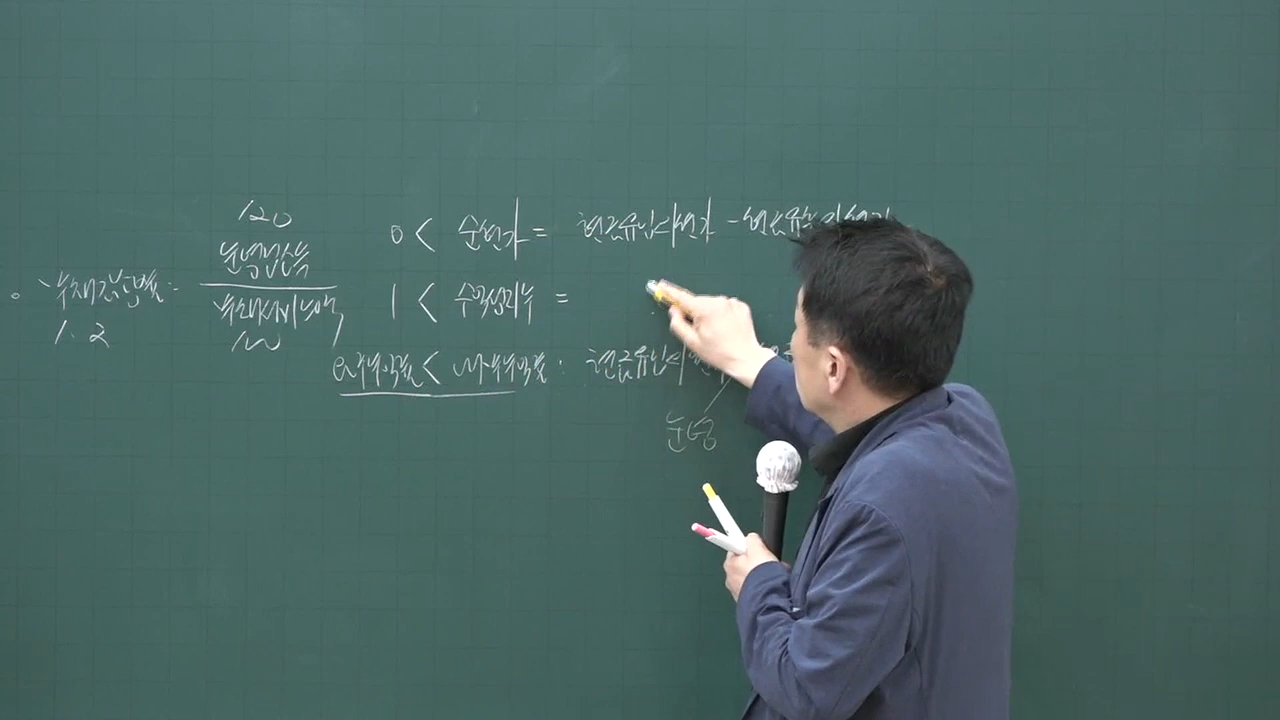 120
순영업소득
부채감당률:
부채서비스액
1.2
100
0 < 순현가 = 현금유입의현가 -현금유출의현가
1 < 수익성지수 =
요구수익률 < 내부수익률 : 현금유입의
순영